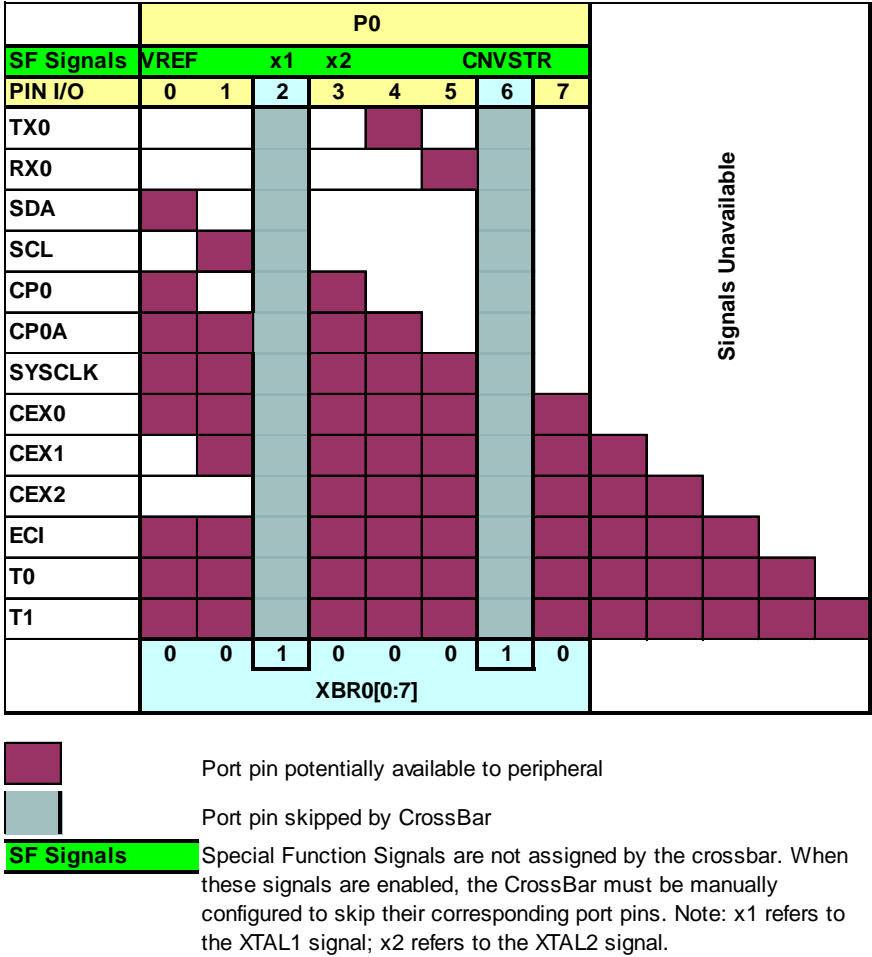 P0
SF Signals VREF x1 x2 CNVSTR
PIN I/O 0 1 2 3 4 5 6 7
TX0
RX0
SDA
SCL
CP0
CP0A
SYSCLK
CEX0
CEX1
CEX2
ECI
T0
T1
Signals Unavailable
0 0 1 0 0 0 1 0
XBR0[0:7]
Port pin potentially available to peripheral
Port pin skipped by CrossBar
SF Signals Special Function Signals are not assigned by the crossbar. When
these signals are enabled, the CrossBar must be manually
configured to skip their corresponding port pins. Note: x1 refers to
the XTAL1 signal; x2 refers to the XTAL2 signal.